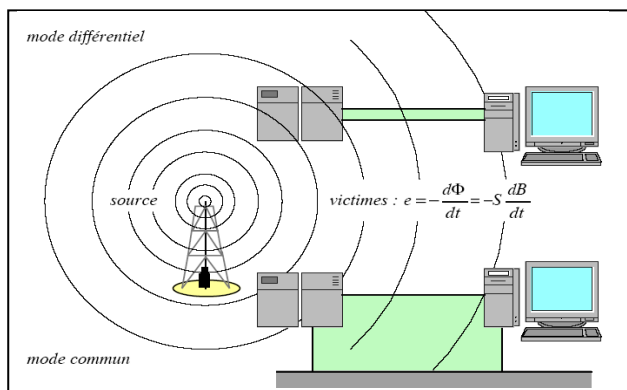 mode différentiel
source
victimes : e = -dΦ/dt = -S dB/dt
mode commun